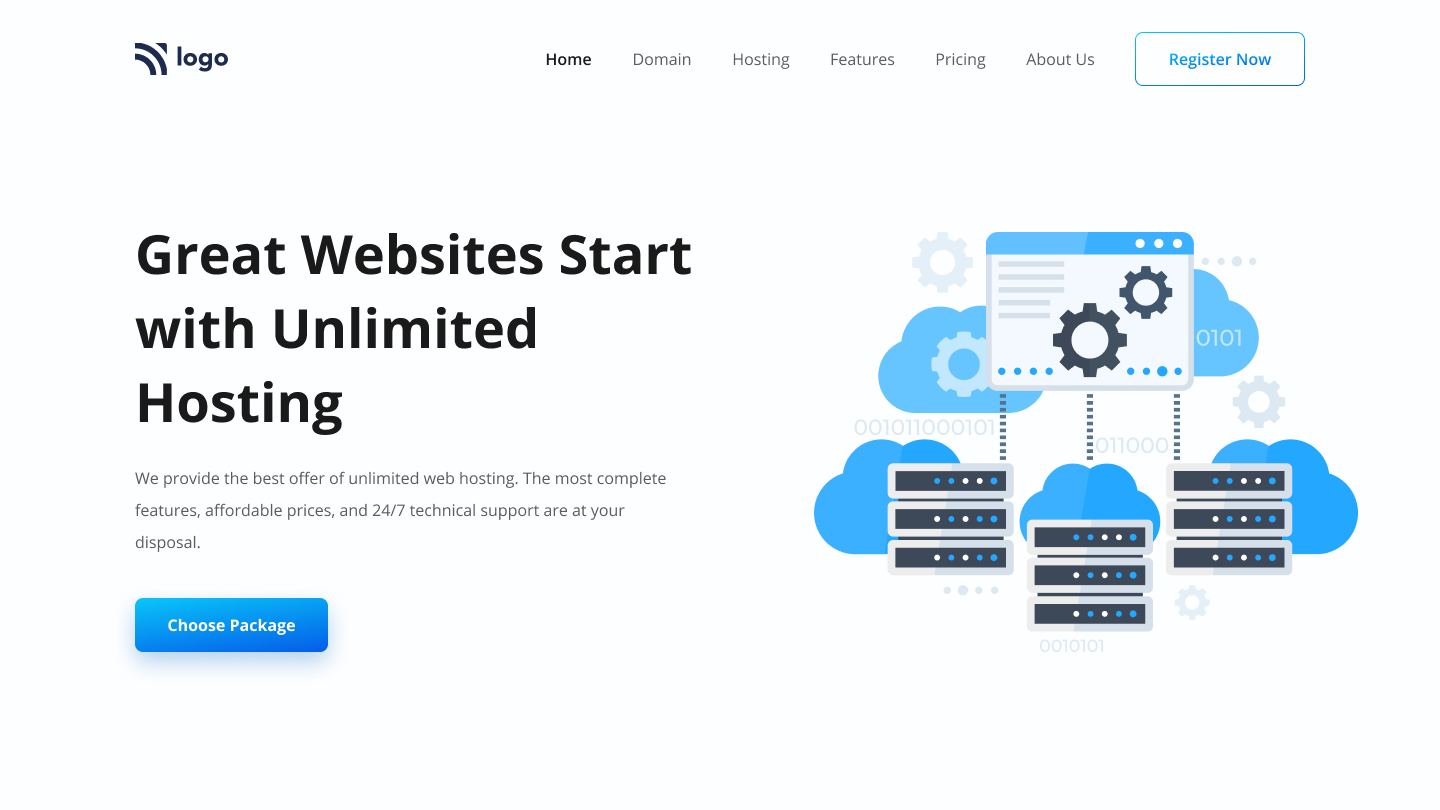 logo
Home Domain Hosting Features Pricing About Us Register Now
Great Websites Start
with Unlimited
Hosting
We provide the best offer of unlimited web hosting. The most complete
features, affordable prices, and 24/7 technical support are at your
disposal.
Choose Package
0101
001011000101
011000
0010101